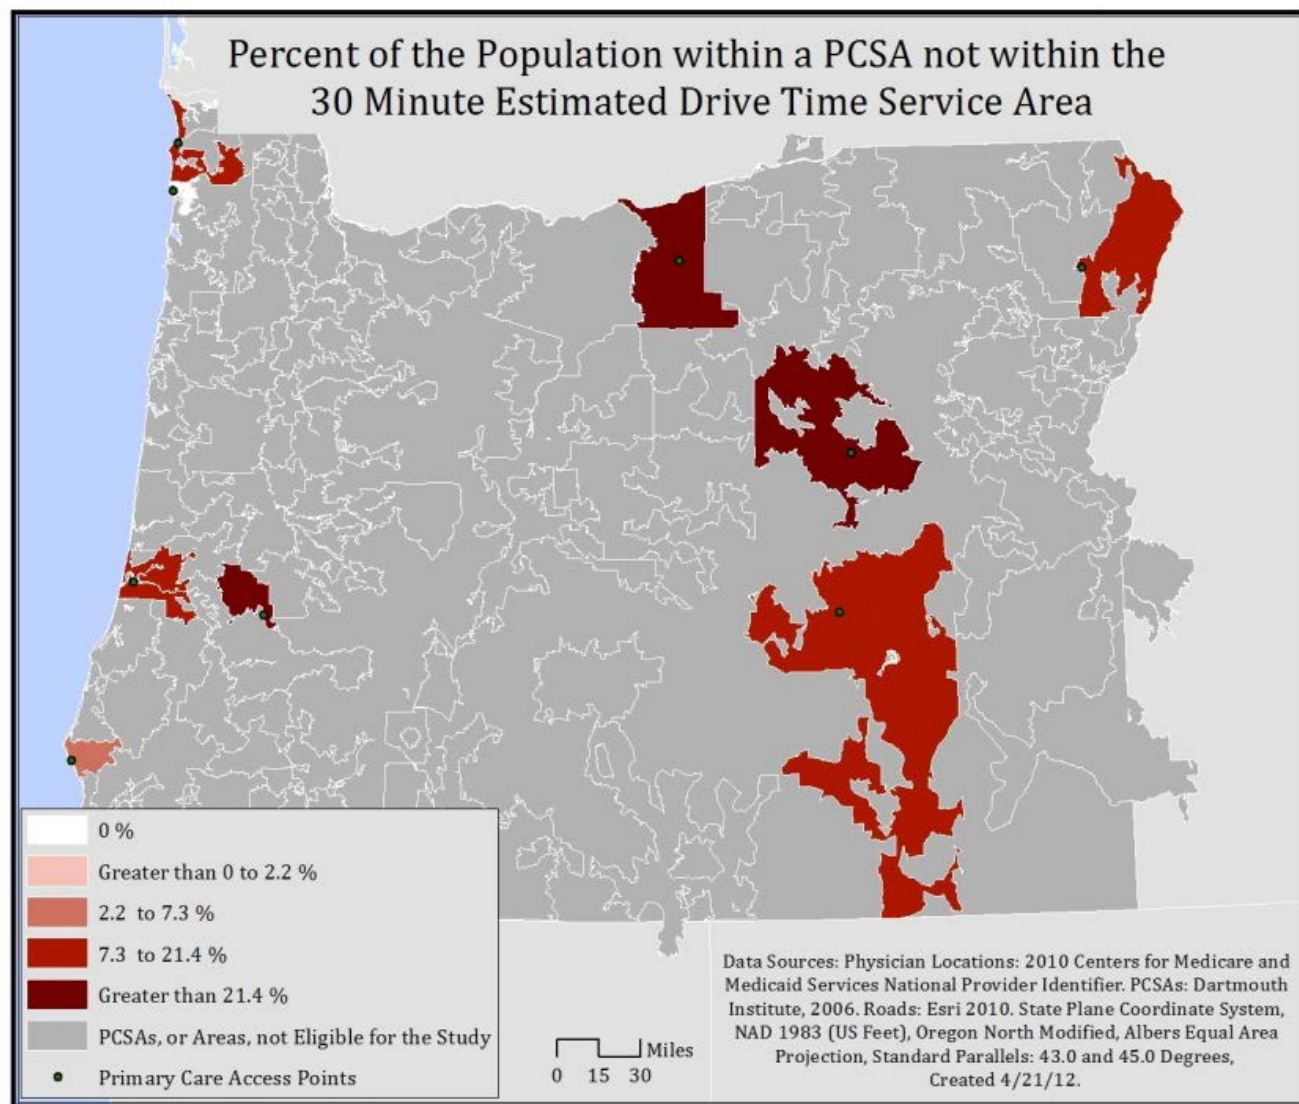 Percent of the Population within a PCSA not within the
30 Minute Estimated Drive Time Service Area
0 %
Greater than 0 to 2.2 %
2.2 to 7.3 %
7.3 to 21.4 %
Greater than 21.4 %
PCSAs, or Areas, not Eligible for the Study
Primary Care Access Points
Miles
0 15 30
Data Sources: Physician Locations: 2010 Centers for Medicare and
Medicaid Services National Provider Identifier. PCSAs: Dartmouth
Institute, 2006. Roads: Esri 2010. State Plane Coordinate System,
NAD 1983 (US Feet), Oregon North Modified, Albers Equal Area
Projection, Standard Parallels: 43.0 and 45.0 Degrees,
Created 4/21/12.